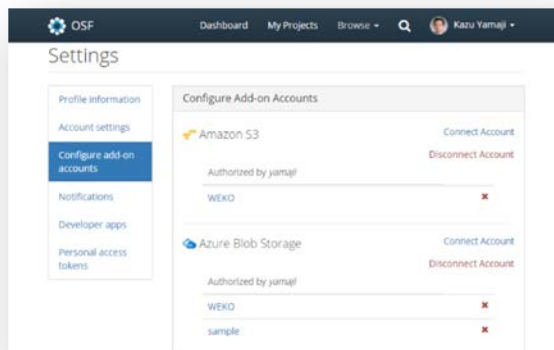 OSF Dashboard My Projects Browse Kazu Yamaji
Settings
Profile information
Account settings
Configure add-on
accounts
Notifications
Developer apps
Personal access
tokens
Configure Add-on Accounts
Amazon S3 Connect Account
Disconnect Account
Authorized by yamaji
WEKO
Azure Blob Storage Connect Account
Disconnect Account
Authorized by yamaji
WEKO
sample